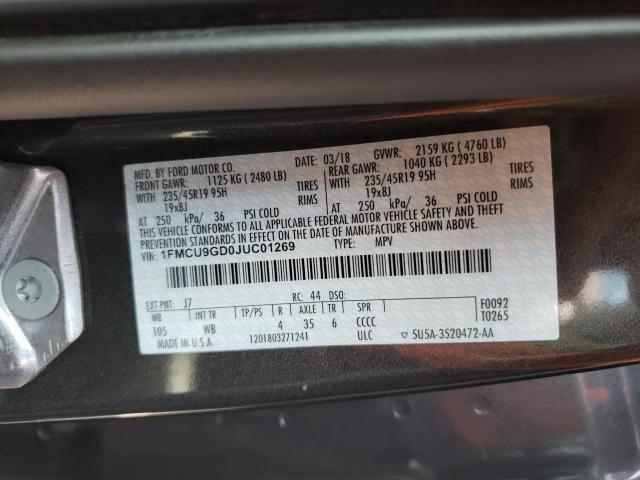 MFD. BY FORD MOTOR CO.
DATE: 03/18 GVWR: 2159 KG ( 4760 LB)
FRONT GAWR: 1125 KG ( 2480 LB) REAR GAWR: 1040 KG ( 2293 LB)
WITH 235/45R19 95H TIRES WITH 235/45R19 95H TIRES
19x8J RIMS 19x8J RIMS
AT 250 kPa/ 36 PSI COLD AT 250 kPa/ 36 PSI COLD
THIS VEHICLE CONFORMS TO ALL APPLICABLE FEDERAL MOTOR VEHICLE SAFETY AND THEFT
PREVENTION STANDARDS IN EFFECT ON THE DATE OF MANUFACTURE SHOWN ABOVE.
VIN: 1FMCU9GD0JUC01269 TYPE: MPV
EXT PNT: J7 RC: 44 DSO: F0092
WB TP/PS R AXLE TR SPR T0265
105 WB 4 35 6 CCCC
MADE IN U.S.A. 1201803271241 ULC ▽ 5U5A-3520472-AA